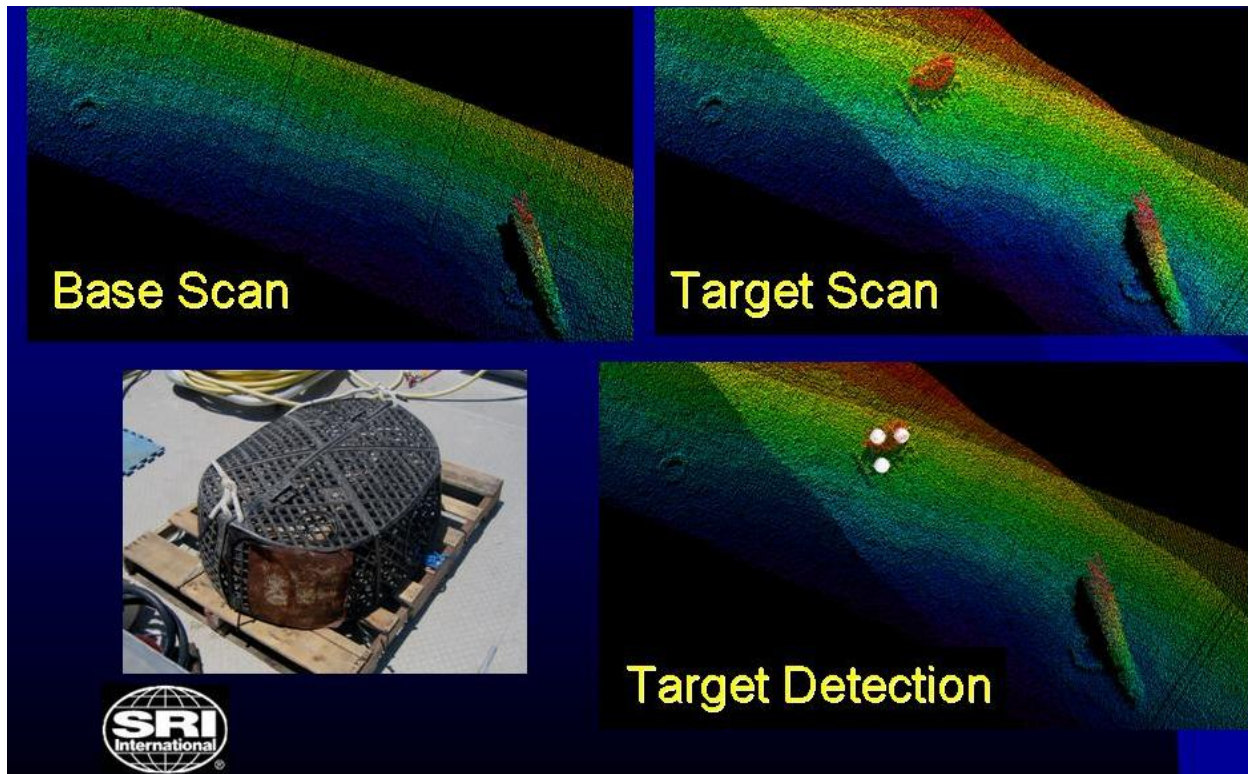 Base Scan
Target Scan
Target Detection
SRI
International
®